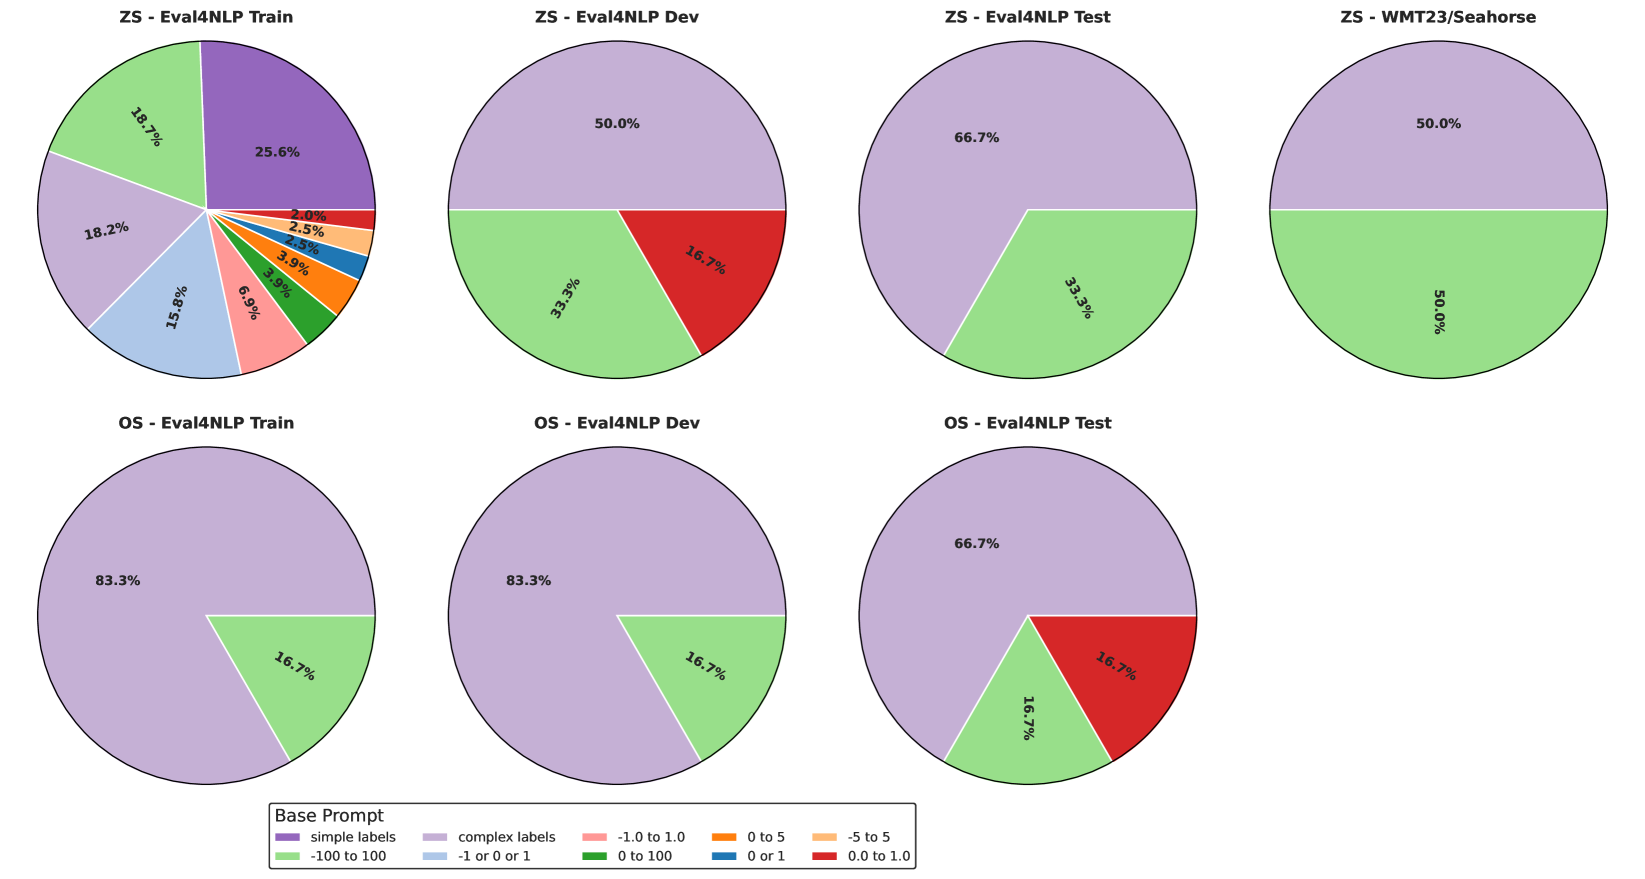 ZS - Eval4NLP Train
ZS - Eval4NLP Dev
ZS - Eval4NLP Test
ZS - WMT23/Seahorse
25.6%
18.7%
18.2%
15.8%
6.9%
3.9%
3.9%
2.5%
2.5%
2.0%
50.0%
33.3%
16.7%
66.7%
33.3%
50.0%
50.0%
OS - Eval4NLP Train
OS - Eval4NLP Dev
OS - Eval4NLP Test
83.3%
16.7%
83.3%
16.7%
66.7%
16.7%
16.7%
Base Prompt
simple labels
complex labels
-1.0 to 1.0
0 to 5
-5 to 5
-100 to 100
-1 or 0 or 1
0 to 100
0 or 1
0.0 to 1.0